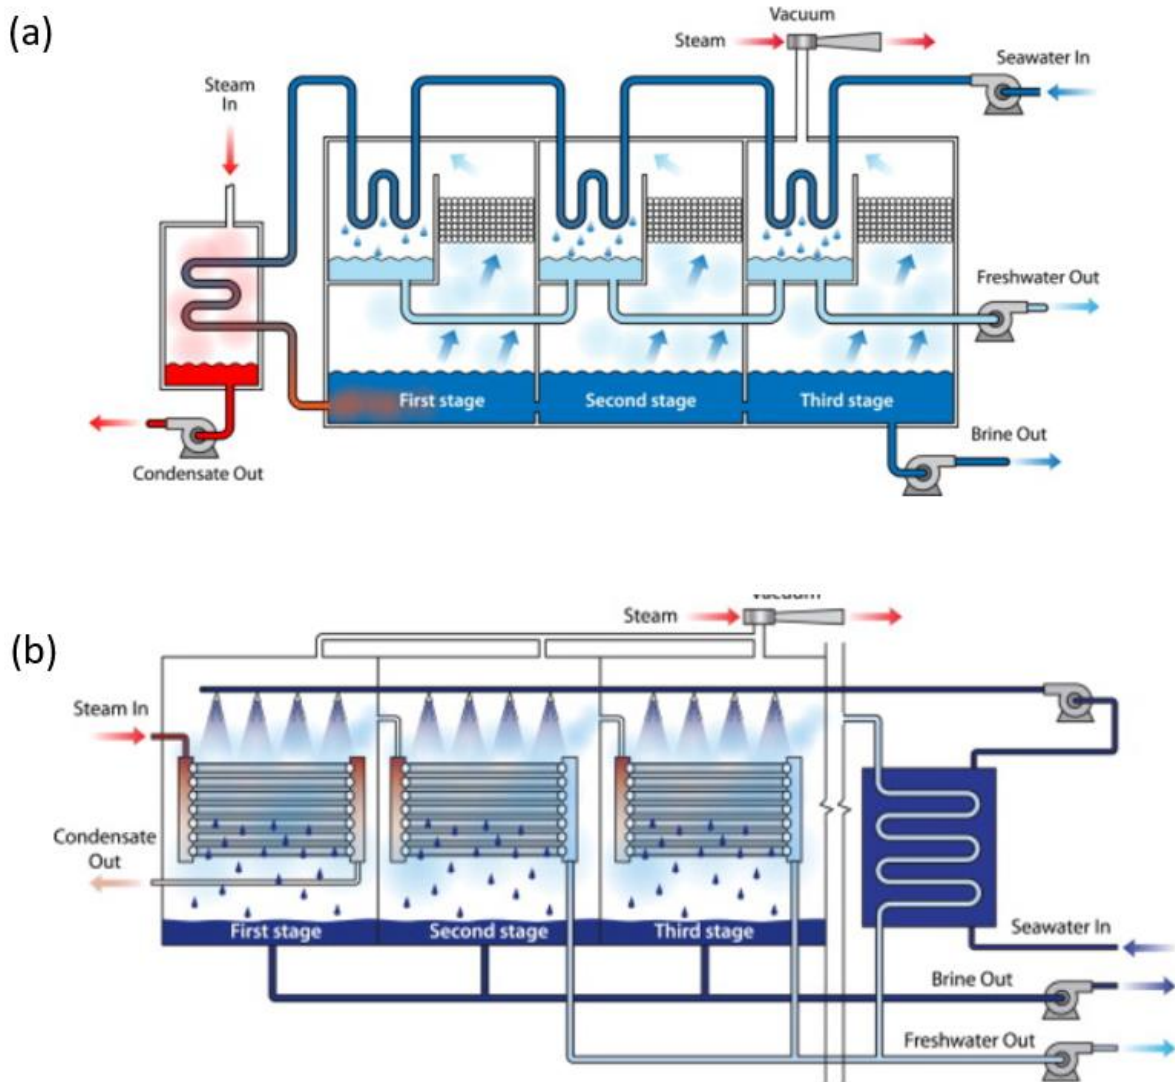 (a)
Vacuum
Steam
Seawater In
Steam
In
Freshwater Out
First stage
Second stage
Third stage
Brine Out
Condensate Out
Vacuum
Steam
(b)
Steam In
Condensate
Out
First stage
Second stage
Third stage
Seawater In
Brine Out
Freshwater Out